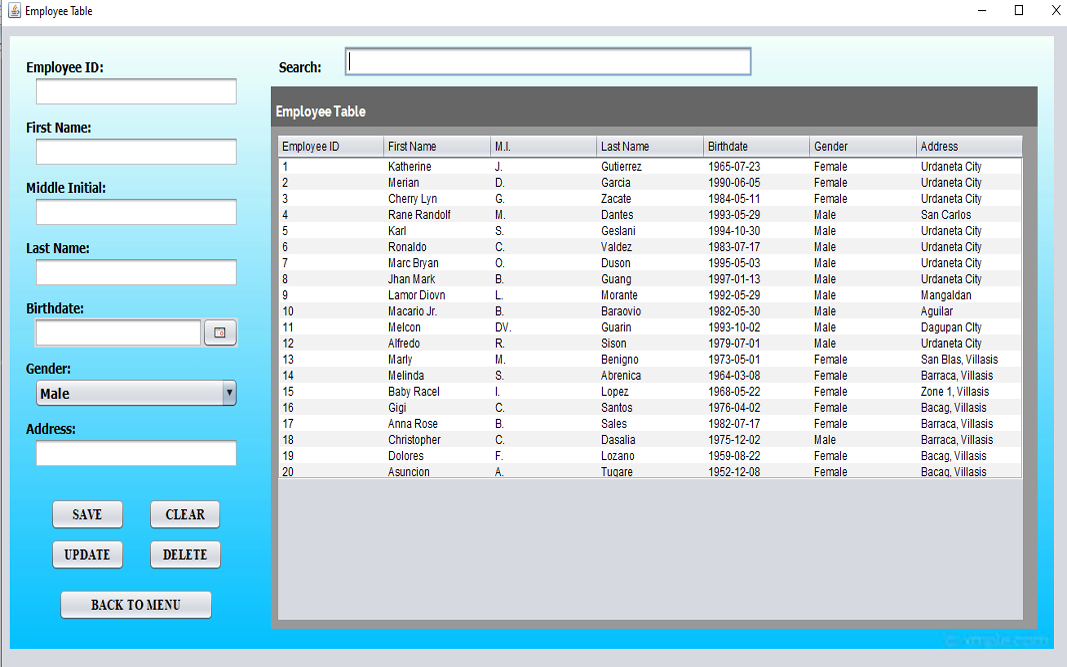 Employee Table
Employee ID:
First Name:
Middle Initial:
Last Name:
Birthdate:
Gender:
Male
Address:
SAVE CLEAR
UPDATE DELETE
BACK TO MENU
Search:
Employee Table
Employee ID First Name M.I. Last Name Birthdate Gender Address
1 Katherine J. Gutierrez 1965-07-23 Female Urdaneta City
2 Merian D. Garcia 1990-06-05 Female Urdaneta City
3 Cherry Lyn G. Zacate 1984-05-11 Female Urdaneta City
4 Rane Randolf M. Dantes 1993-05-29 Male San Carlos
5 Karl S. Geslani 1994-10-30 Male Urdaneta City
6 Ronaldo C. Valdez 1983-07-17 Male Urdaneta City
7 Marc Bryan O. Duson 1995-05-03 Male Urdaneta City
8 Jhan Mark B. Guang 1997-01-13 Male Urdaneta City
9 Lamor Diovn L. Morante 1992-05-29 Male Mangaldan
10 Macario Jr. B. Baraovio 1982-05-30 Male Aguilar
11 Melcon DV. Guarin 1993-10-02 Male Dagupan CIty
12 Alfredo R. Sison 1979-07-01 Male Urdaneta City
13 Marly M. Benigno 1973-05-01 Female San Blas, Villasis
14 Melinda S. Abrenica 1964-03-08 Female Barraca, Villasis
15 Baby Racel I. Lopez 1968-05-22 Female Zone 1, Villasis
16 Gigi C. Santos 1976-04-02 Female Bacag, Villasis
17 Anna Rose B. Sales 1982-07-17 Female Barraca, Villasis
18 Christopher C. Dasalia 1975-12-02 Male Barraca, Villasis
19 Dolores F. Lozano 1959-08-22 Female Bacag, Villasis
20 Asuncion A. Tugare 1952-12-08 Female Bacag, Villasis